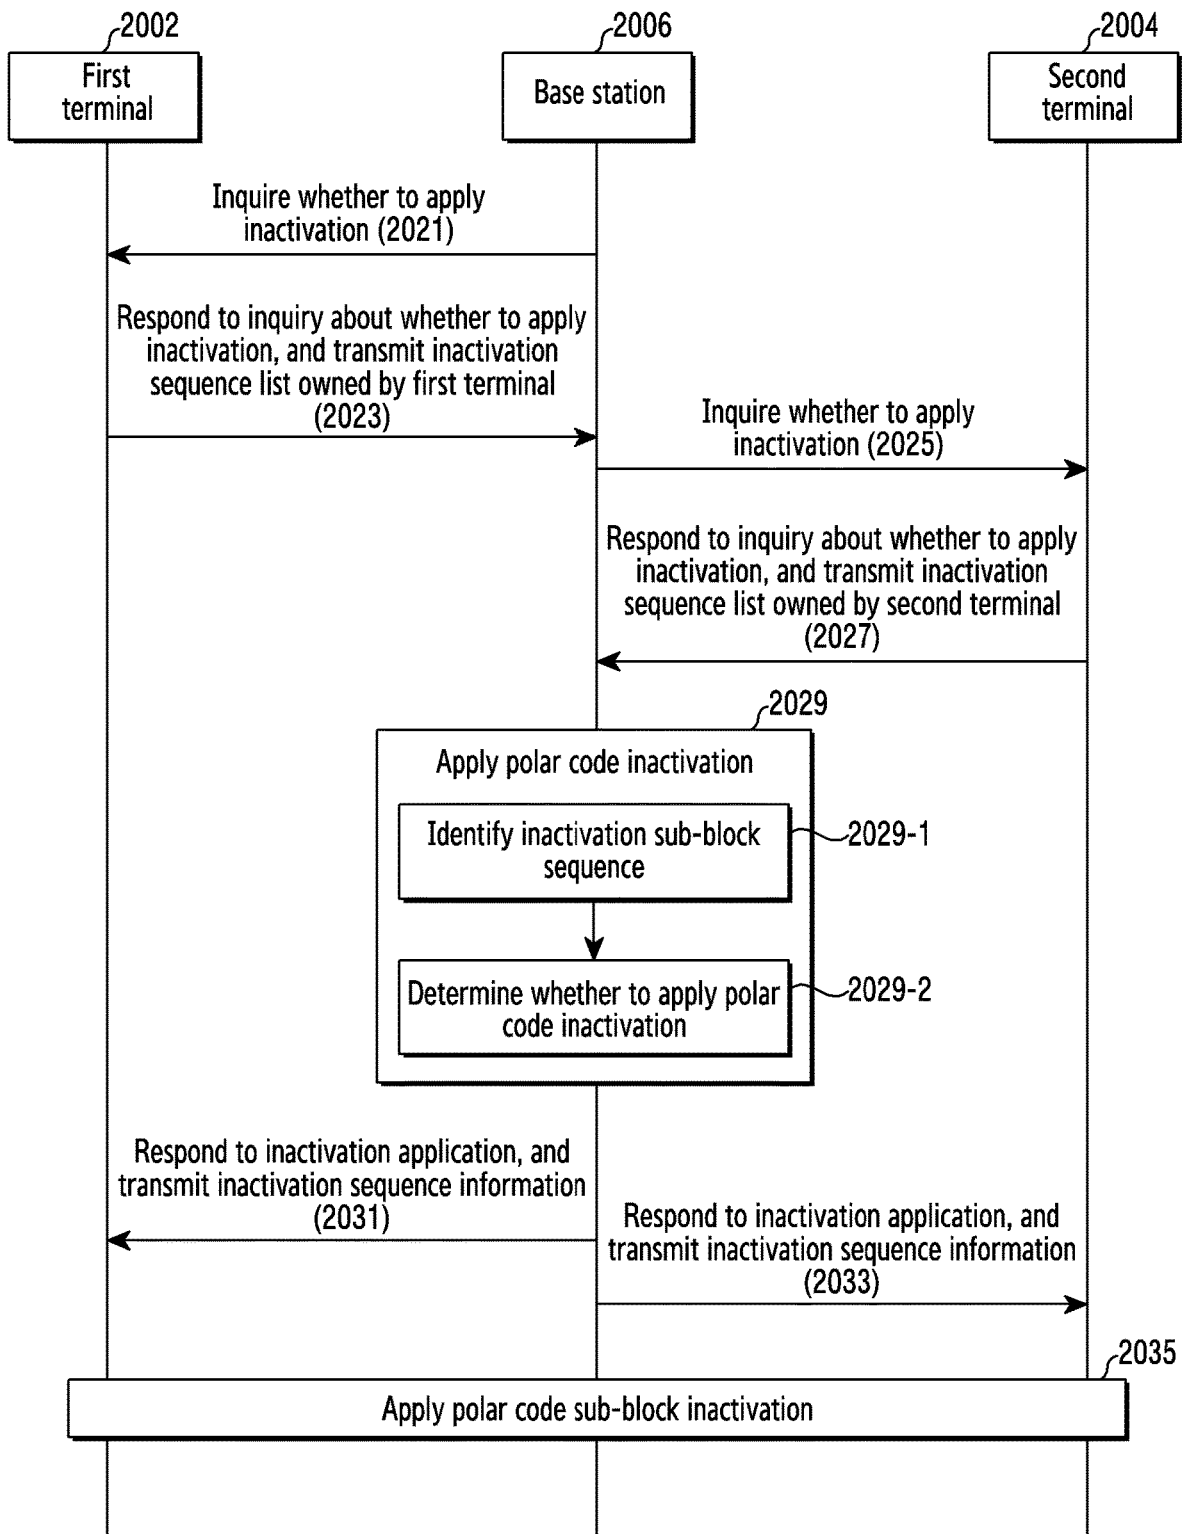 2002
2006
2004
First
terminal
Base station
Second
terminal
Inquire whether to apply
inactivation (2021)
Respond to inquiry about whether to apply
inactivation, and transmit inactivation
sequence list owned by first terminal
(2023)
Inquire whether to apply
inactivation (2025)
Respond to inquiry about whether to apply
inactivation, and transmit inactivation
sequence list owned by second terminal
(2027)
2029
Apply polar code inactivation
Identify inactivation sub-block
sequence
2029-1
Determine whether to apply polar
code inactivation
2029-2
Respond to inactivation application, and
transmit inactivation sequence information
(2031)
Respond to inactivation application, and
transmit inactivation sequence information
(2033)
2035
Apply polar code sub-block inactivation